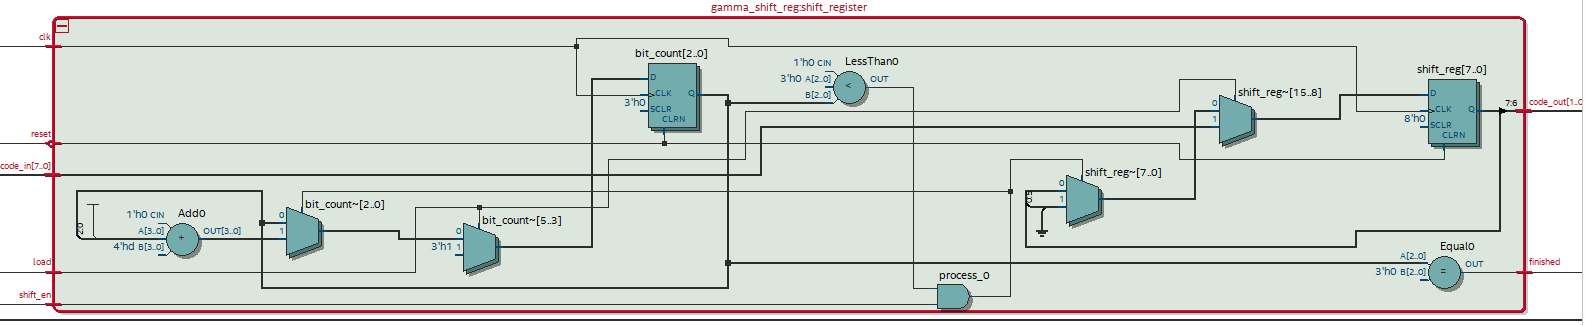 gamma_shift_reg:shift_register
clk
bit_count[2..0]
D
CLK
Q
3'h0
SCLR
CLRN
LessThan0
1'h0 CIN
3'h0 A[2..0]
B[2..0]
<
OUT
shift_reg~[15..8]
0
1
shift_reg[7..0]
D
CLK
Q
8'h0
SCLR
CLRN
7:6
code_out[1..0
reset
code_in[7..0]
shift_reg~[7..0]
0
1
0:5
bit_count~[2..0]
0
1
Add0
1'h0 CIN
A[3..0]
4'hd B[3..0]
+
OUT[3..0]
2:0
bit_count~[5..3]
0
3'h1 1
load
shift_en
process_0
Equal0
A[2..0]
3'h0 B[2..0]
=
OUT
finished